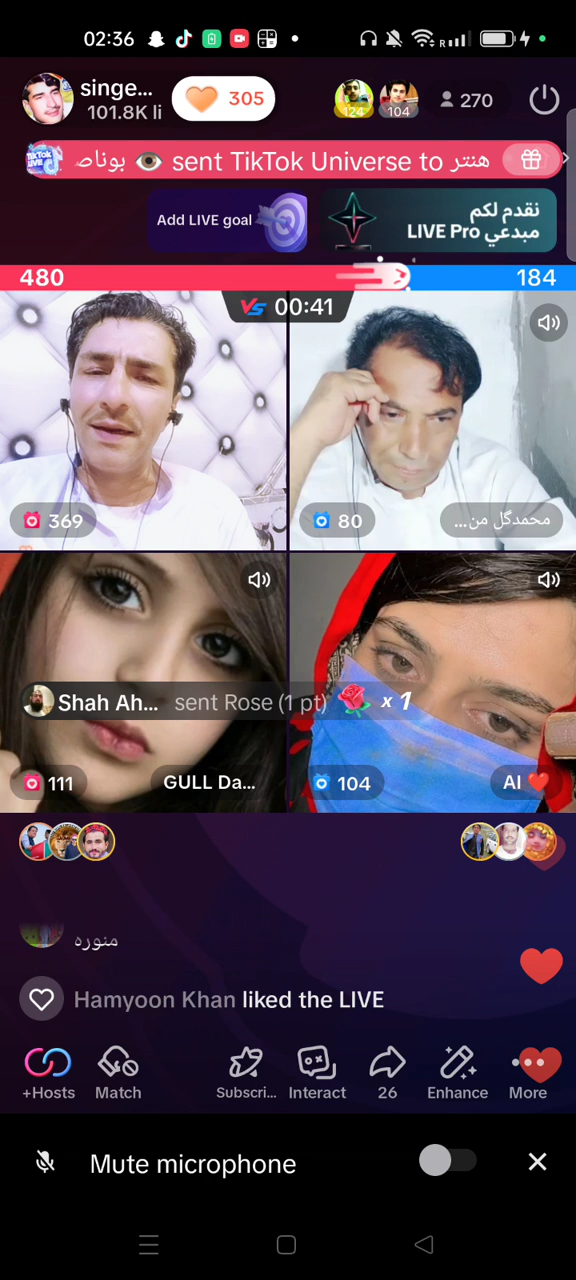 02:36
R
singe...
101.8K li
305
124
104
270
بوناص 👁 sent TikTok Universe to هنتر
Add LIVE goal
نقدم لكم
مبدعي LIVE Pro
480
184
VS 00:41
369
80
محمدگل من...
Shah Ah... sent Rose (1 pt) x 1
111
GULL Da...
104
AI ❤️
منوره
Hamyoon Khan liked the LIVE
+Hosts
Match
Subscri...
Interact
26
Enhance
More
Mute microphone